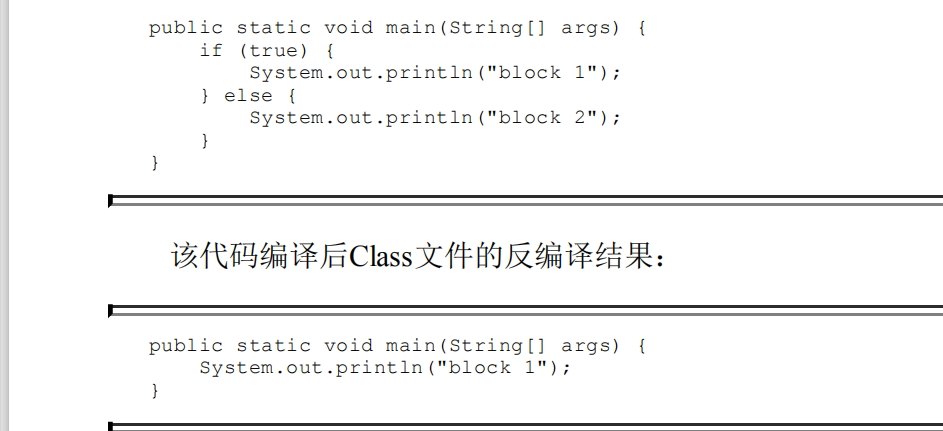 public static void main(String[] args) {
    if (true) {
        System.out.println("block 1");
    } else {
        System.out.println("block 2");
    }
}
该代码编译后Class文件的反编译结果：
public static void main(String[] args) {
    System.out.println("block 1");
}